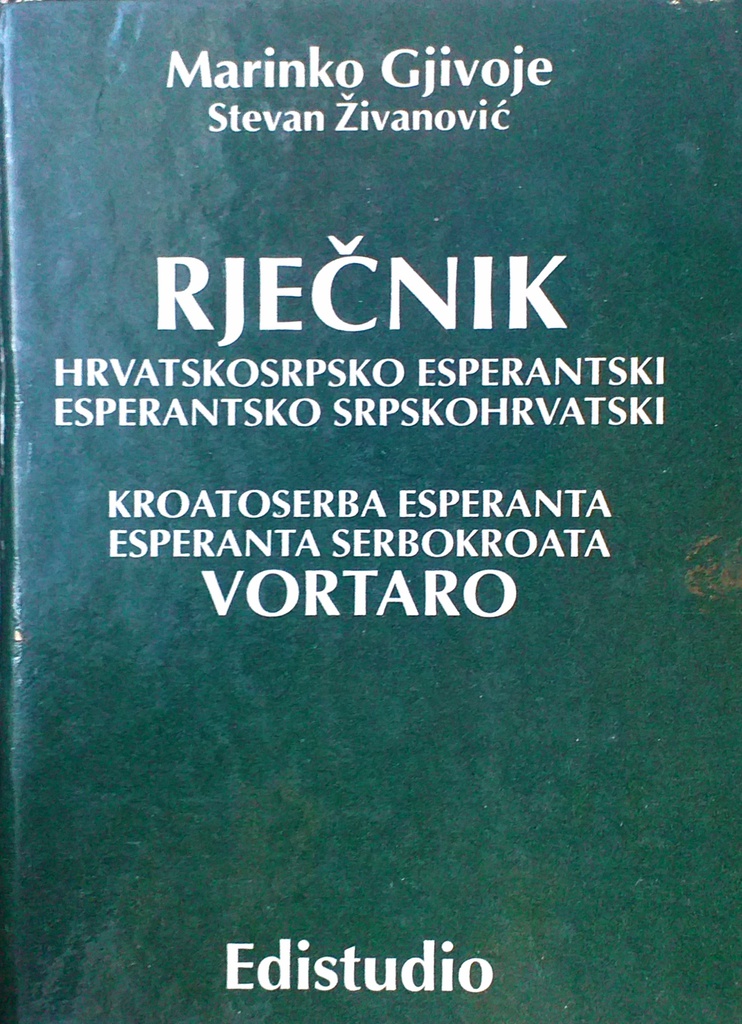 Marinko Gjivoje
Stevan Živanović
RJEČNIK
HRVATSKOSRPSKO ESPERANTSKI
ESPERANTSKO SRPSKOHRVATSKI
KROATOSERBA ESPERANTA
ESPERANTA SERBOKROATA
VORTARO
Edistudio